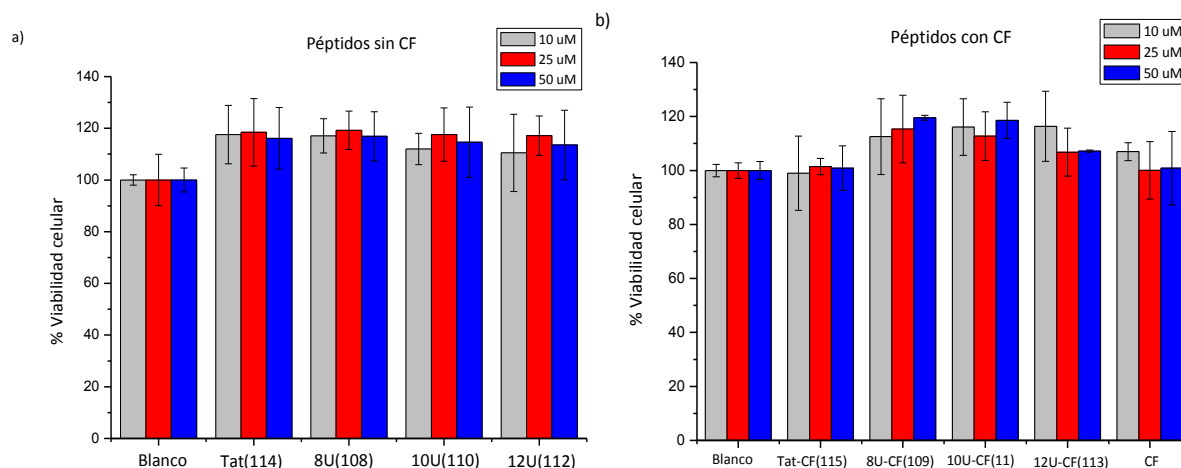 a)
Péptidos sin CF
10 uM
25 uM
50 uM
% Viabilidad celular
140
120
100
80
60
40
20
0
Blanco
Tat(114)
8U(108)
10U(110)
12U(112)
b)
Péptidos con CF
10 uM
25 uM
50 uM
% Viabilidad celular
140
120
100
80
60
40
20
0
Blanco
Tat-CF(115)
8U-CF(109)
10U-CF(11)
12U-CF(113)
CF